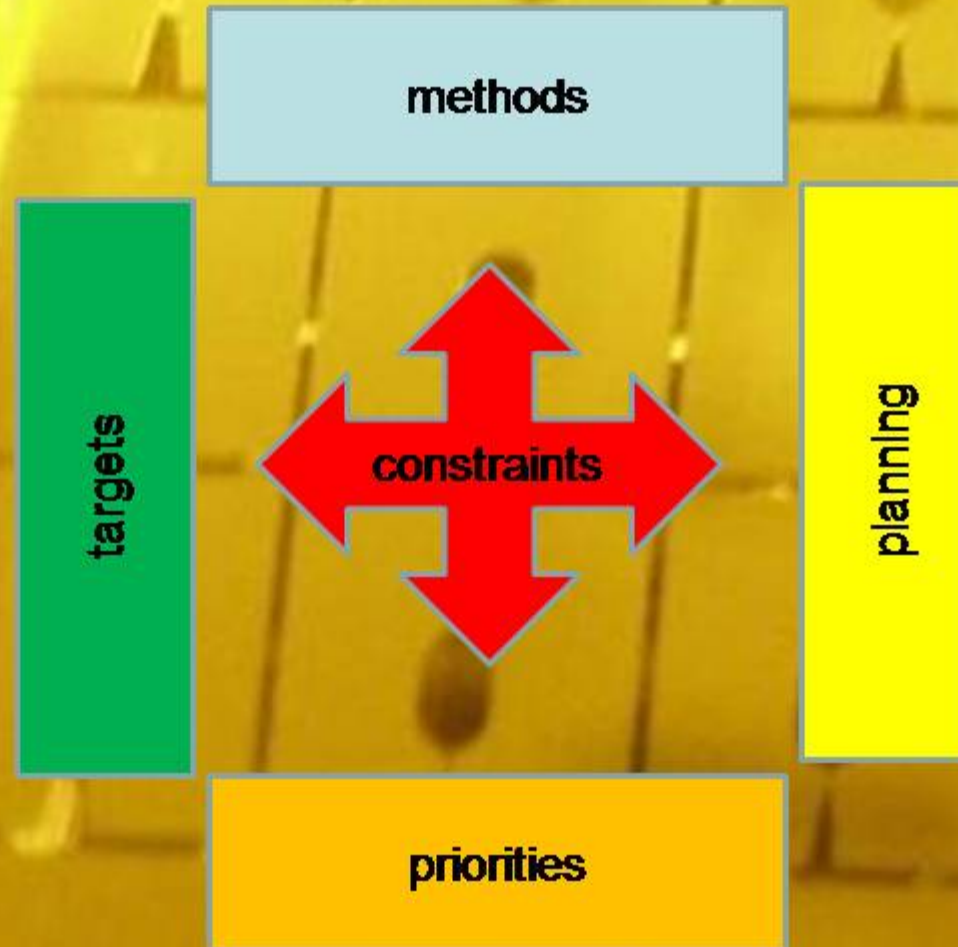 methods
targets
constraints
planning
priorities